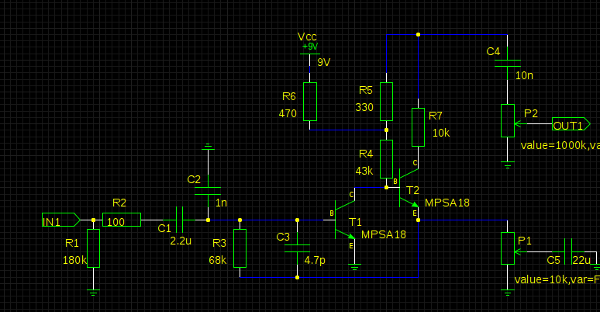 Vcc
+9V
9V
C4
10n
R6
470
R5
330
P2
OUT1
R7
10k
value=1000k,va
R4
43k
C
B
T2
MPSA18
E
C2
1n
C
R2
IN1
100
C1
2.2u
B
T1
MPSA18
E
R1
180k
R3
68k
C3
4.7p
P1
C5
22u
value=10k,var=F